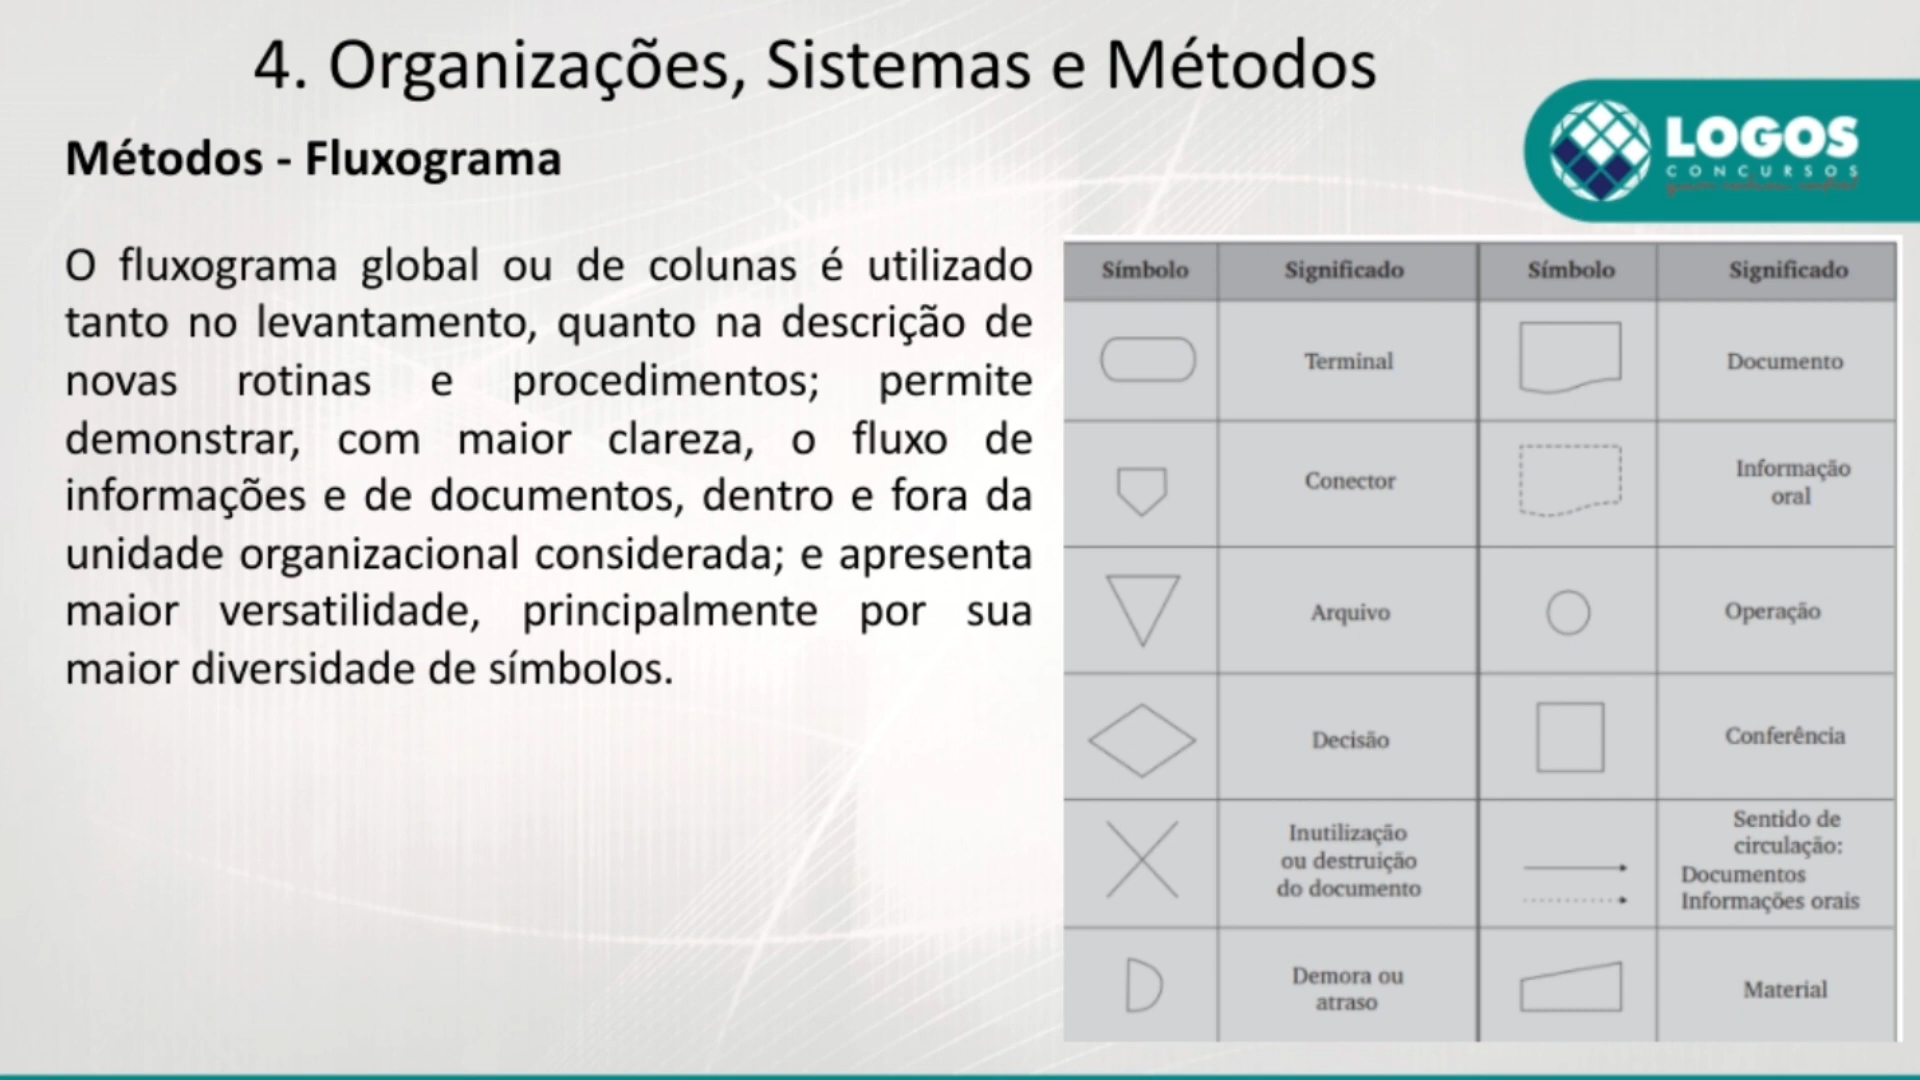 4. Organizações, Sistemas e Métodos
Métodos - Fluxograma
LOGOS
CONCURSOS
O fluxograma global ou de colunas é utilizado
tanto no levantamento, quanto na descrição de
novas rotinas e procedimentos; permite
demonstrar, com maior clareza, o fluxo de
informações e de documentos, dentro e fora da
unidade organizacional considerada; e apresenta
maior versatilidade, principalmente por sua
maior diversidade de símbolos.
Símbolo Significado Símbolo Significado
Terminal Documento
Conector Informação
oral
Arquivo Operação
Decisão Conferência
Inutilização
ou destruição
do documento
Sentido de
circulação:
Documentos
Informações orais
Demora ou
atraso
Material